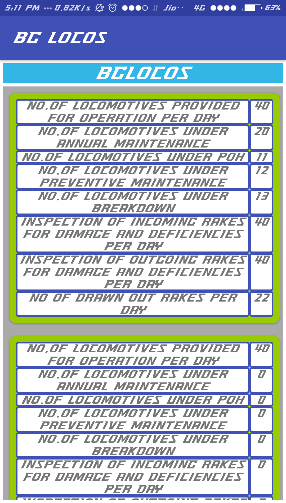 5:11 PM ... 0.82K/s Jio... 4G 63%
BG LOCOS
BGLOCOS
NO.OF LOCOMOTIVES PROVIDED 40
FOR OPERATION PER DAY
NO.OF LOCOMOTIVES UNDER 20
ANNUAL MAINTENANCE
NO.OF LOCOMOTIVES UNDER POH 11
NO.OF LOCOMOTIVES UNDER 12
PREVENTIVE MAINTENANCE
NO.OF LOCOMOTIVES UNDER 13
BREAKDOWN
INSPECTION OF INCOMING RAKES 40
FOR DAMAGE AND DEFICIENCIES
PER DAY
INSPECTION OF OUTGOING RAKES 40
FOR DAMAGE AND DEFICIENCIES
PER DAY
NO OF DRAWN OUT RAKES PER 22
DAY
NO.OF LOCOMOTIVES PROVIDED 40
FOR OPERATION PER DAY
NO.OF LOCOMOTIVES UNDER 0
ANNUAL MAINTENANCE
NO.OF LOCOMOTIVES UNDER POH 0
NO.OF LOCOMOTIVES UNDER 0
PREVENTIVE MAINTENANCE
NO.OF LOCOMOTIVES UNDER 0
BREAKDOWN
INSPECTION OF INCOMING RAKES 0
FOR DAMAGE AND DEFICIENCIES
PER DAY